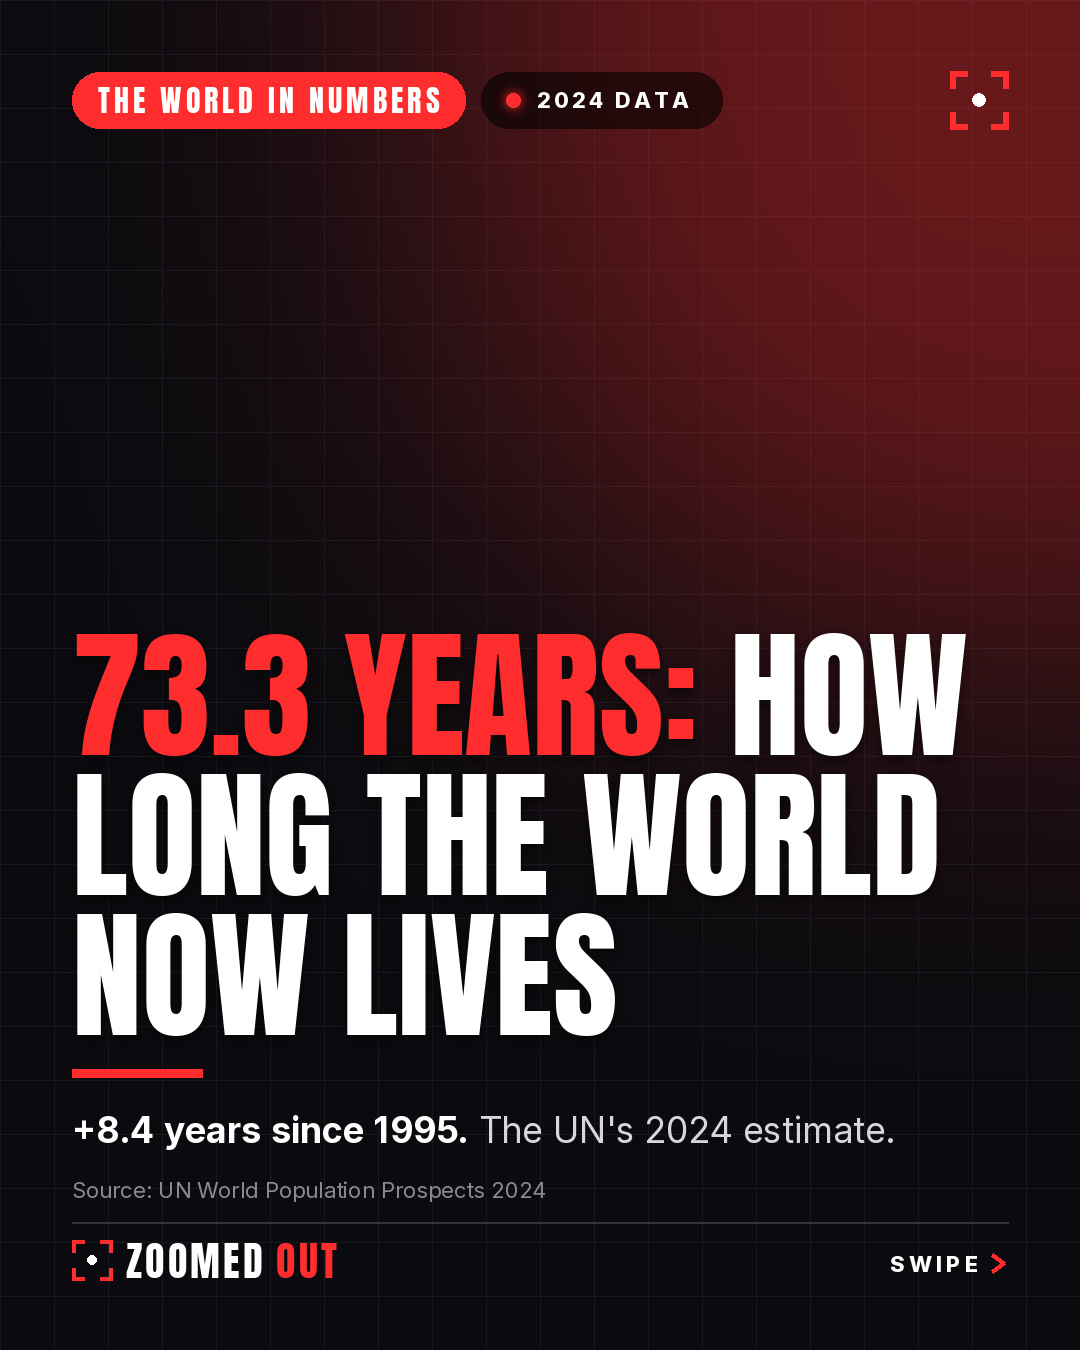 THE WORLD IN NUMBERS
2024 DATA
73.3 YEARS: HOW
LONG THE WORLD
NOW LIVES
+8.4 years since 1995. The UN's 2024 estimate.
Source: UN World Population Prospects 2024
ZOOMED OUT
SWIPE